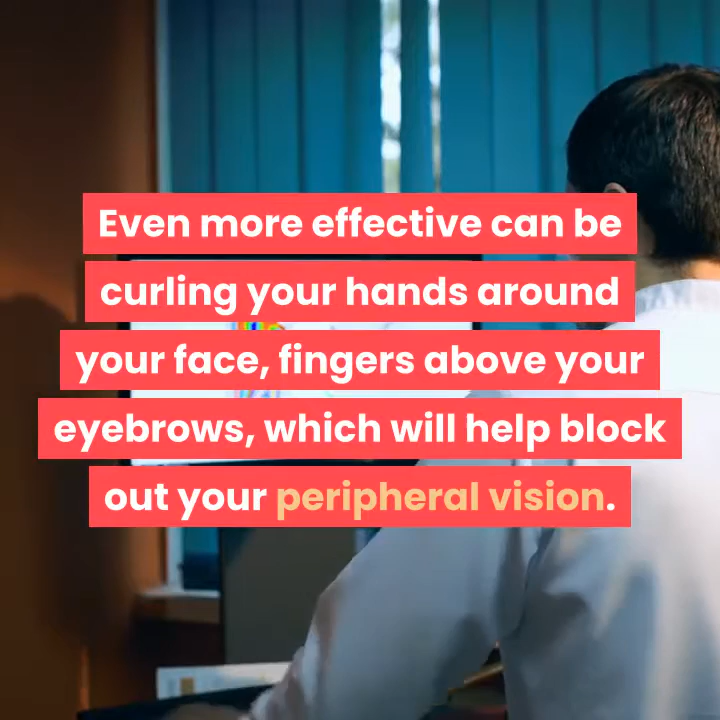 Even more effective can be
curling your hands around
your face, fingers above your
eyebrows, which will help block
out your peripheral vision.